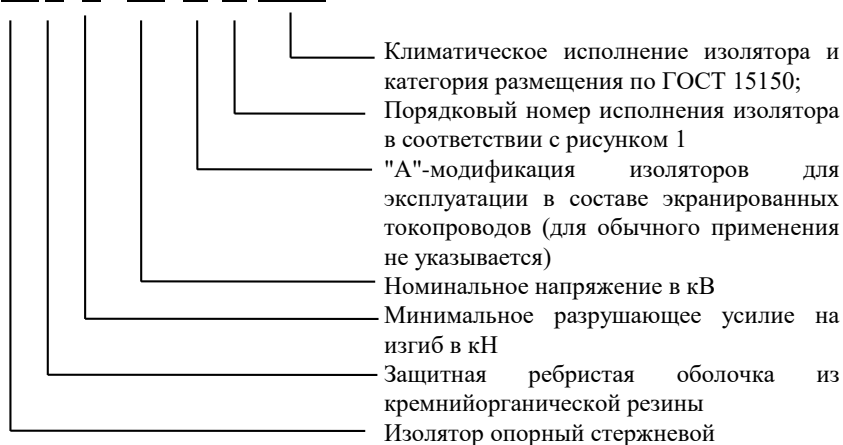 Климатическое исполнение изолятора и
категория размещения по ГОСТ 15150;
Порядковый номер исполнения изолятора
в соответствии с рисунком 1
"А"-модификация изоляторов для
эксплуатации в составе экранированных
токопроводов (для обычного применения
не указывается)
Номинальное напряжение в кВ
Минимальное разрушающее усилие на
изгиб в кН
Защитная ребристая оболочка из
кремнийорганической резины
Изолятор опорный стержневой